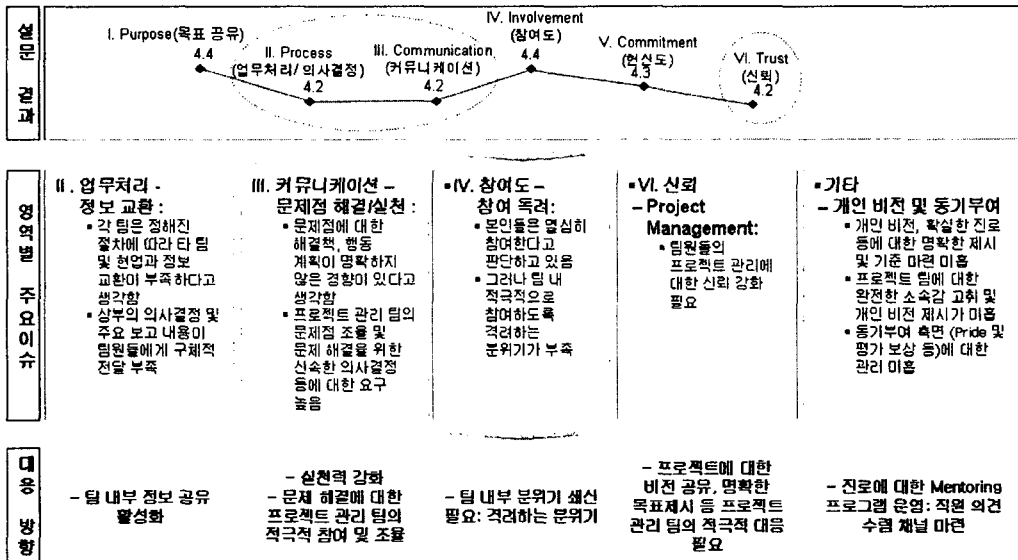 설문 결과
I. Purpose(목표 공유)
4.4
II. Process
(업무처리/ 의사결정)
4.2
III. Communication
(커뮤니케이션)
4.2
IV. Involvement
(참여도)
4.4
V. Commitment
(헌신도)
4.3
VI. Trust
(신뢰)
4.2
영역별 주요이슈
II. 업무처리 -
정보 교환 :
▪ 각 팀은 정해진
절차에 따라 타 팀
및 현업과 정보
교환이 부족하다고
생각함
▪ 상부의 의사결정 및
주요 보고 내용이
팀원들에게 구체적
전달 부족
III. 커뮤니케이션 –
문제점 해결/실천 :
▪ 문제점에 대한
해결책, 행동
계획이 명확하지
않은 경향이 있다고
생각함
▪ 프로젝트 관리 팀의
문제점 조율 및
문제 해결을 위한
신속한 의사결정
등에 대한 요구
높음
▪IV. 참여도 –
참여 독려:
▪ 본인들은 열심히
참여한다고
판단하고 있음
▪ 그러나 팀 내
적극적으로
참여하도록
격려하는
분위기가 부족
▪VI. 신뢰
– Project
Management:
▪ 팀원들의
프로젝트 관리에
대한 신뢰 강화
필요
▪기타
– 개인 비전 및 동기부여
▪ 개인 비전, 확실한 진로
등에 대한 명확한 제시
및 기준 마련 미흡
▪ 프로젝트 팀에 대한
완전한 소속감 고취 및
개인 비전 제시가 미흡
▪ 동기부여 측면 (Pride 및
평가 보상 등)에 대한
관리 미흡
대응 방향
– 팀 내부 정보 공유
활성화
– 실천력 강화
– 문제 해결에 대한
프로젝트 관리 팀의
적극적 참여 및 조율
– 팀 내부 분위기 쇄신
필요: 격려하는 분위기
– 프로젝트에 대한
비전 공유, 명확한
목표제시 등 프로젝트
관리 팀의 적극적 대응
필요
– 진로에 대한 Mentoring
프로그램 운영: 직원 의견
수렴 채널 마련